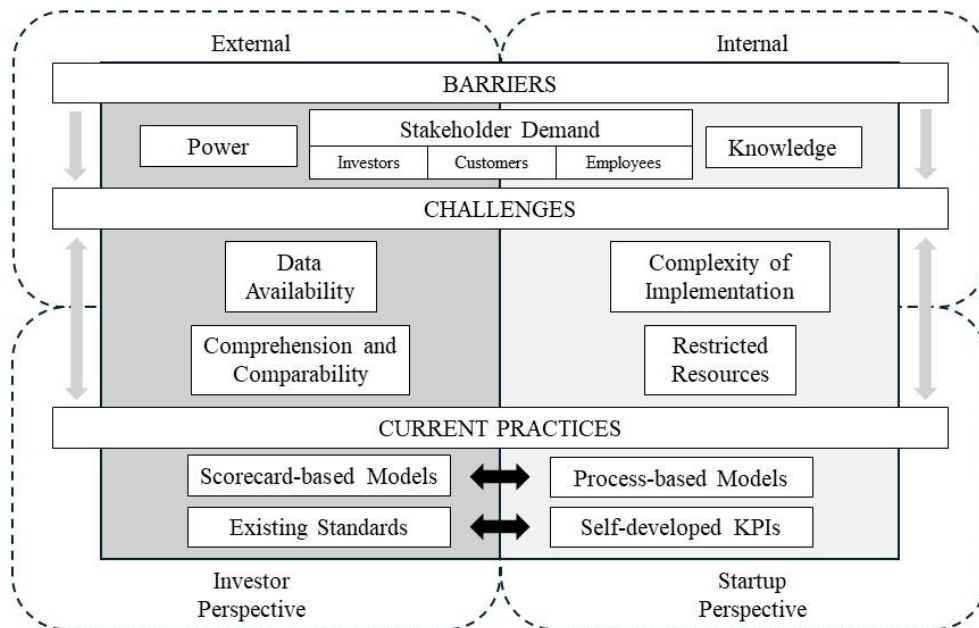 External
Internal
BARRIERS
Power
Stakeholder Demand
Investors
Customers
Employees
Knowledge
CHALLENGES
Data
Availability
Complexity of
Implementation
Comprehension and
Comparability
Restricted
Resources
CURRENT PRACTICES
Scorecard-based Models
Process-based Models
Existing Standards
Self-developed KPIs
Investor
Perspective
Startup
Perspective